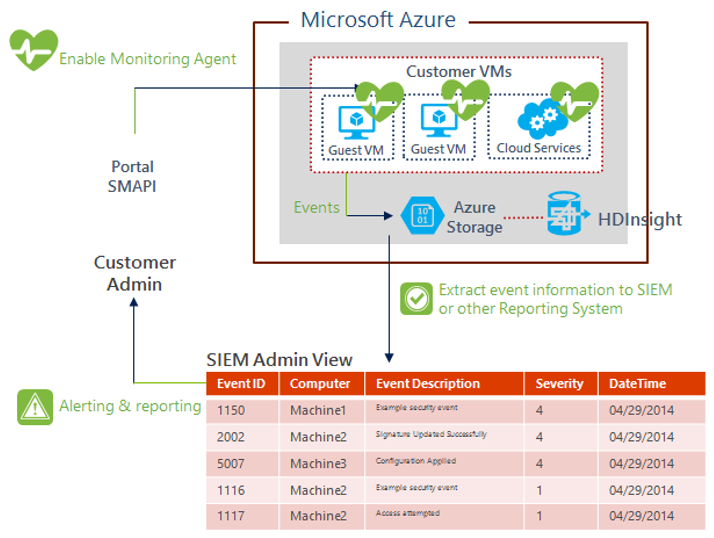 Microsoft Azure
Enable Monitoring Agent
Customer VMs
Guest VM
Guest VM
Cloud Services
Portal
SMAPI
Events
10
01
Azure
Storage
HDInsight
Customer
Admin
Extract event information to SIEM
or other Reporting System
SIEM Admin View
Alerting & reporting
Event ID Computer Event Description Severity DateTime
1150 Machine1 Example security event 4 04/29/2014
2002 Machine2 Signature Updated Successfully 4 04/29/2014
5007 Machine3 Configuration Applied 4 04/29/2014
1116 Machine2 Example security event 1 04/29/2014
1117 Machine2 Access attempted 1 04/29/2014